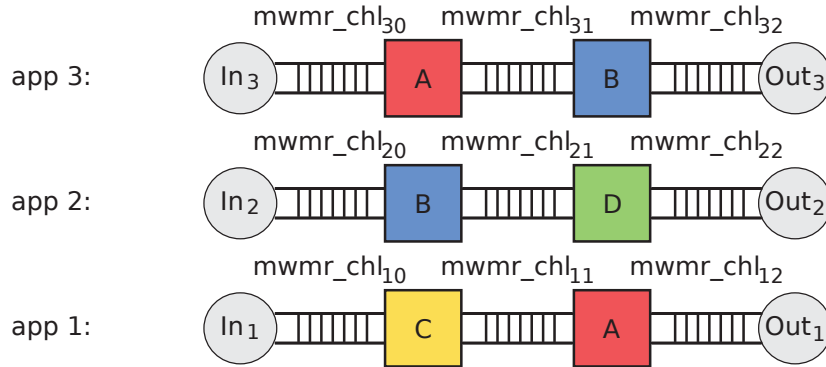 mwmr_chl30 mwmr_chl31 mwmr_chl32
app 3: In3 A B Out3
mwmr_chl20 mwmr_chl21 mwmr_chl22
app 2: In2 B D Out2
mwmr_chl10 mwmr_chl11 mwmr_chl12
app 1: In1 C A Out1